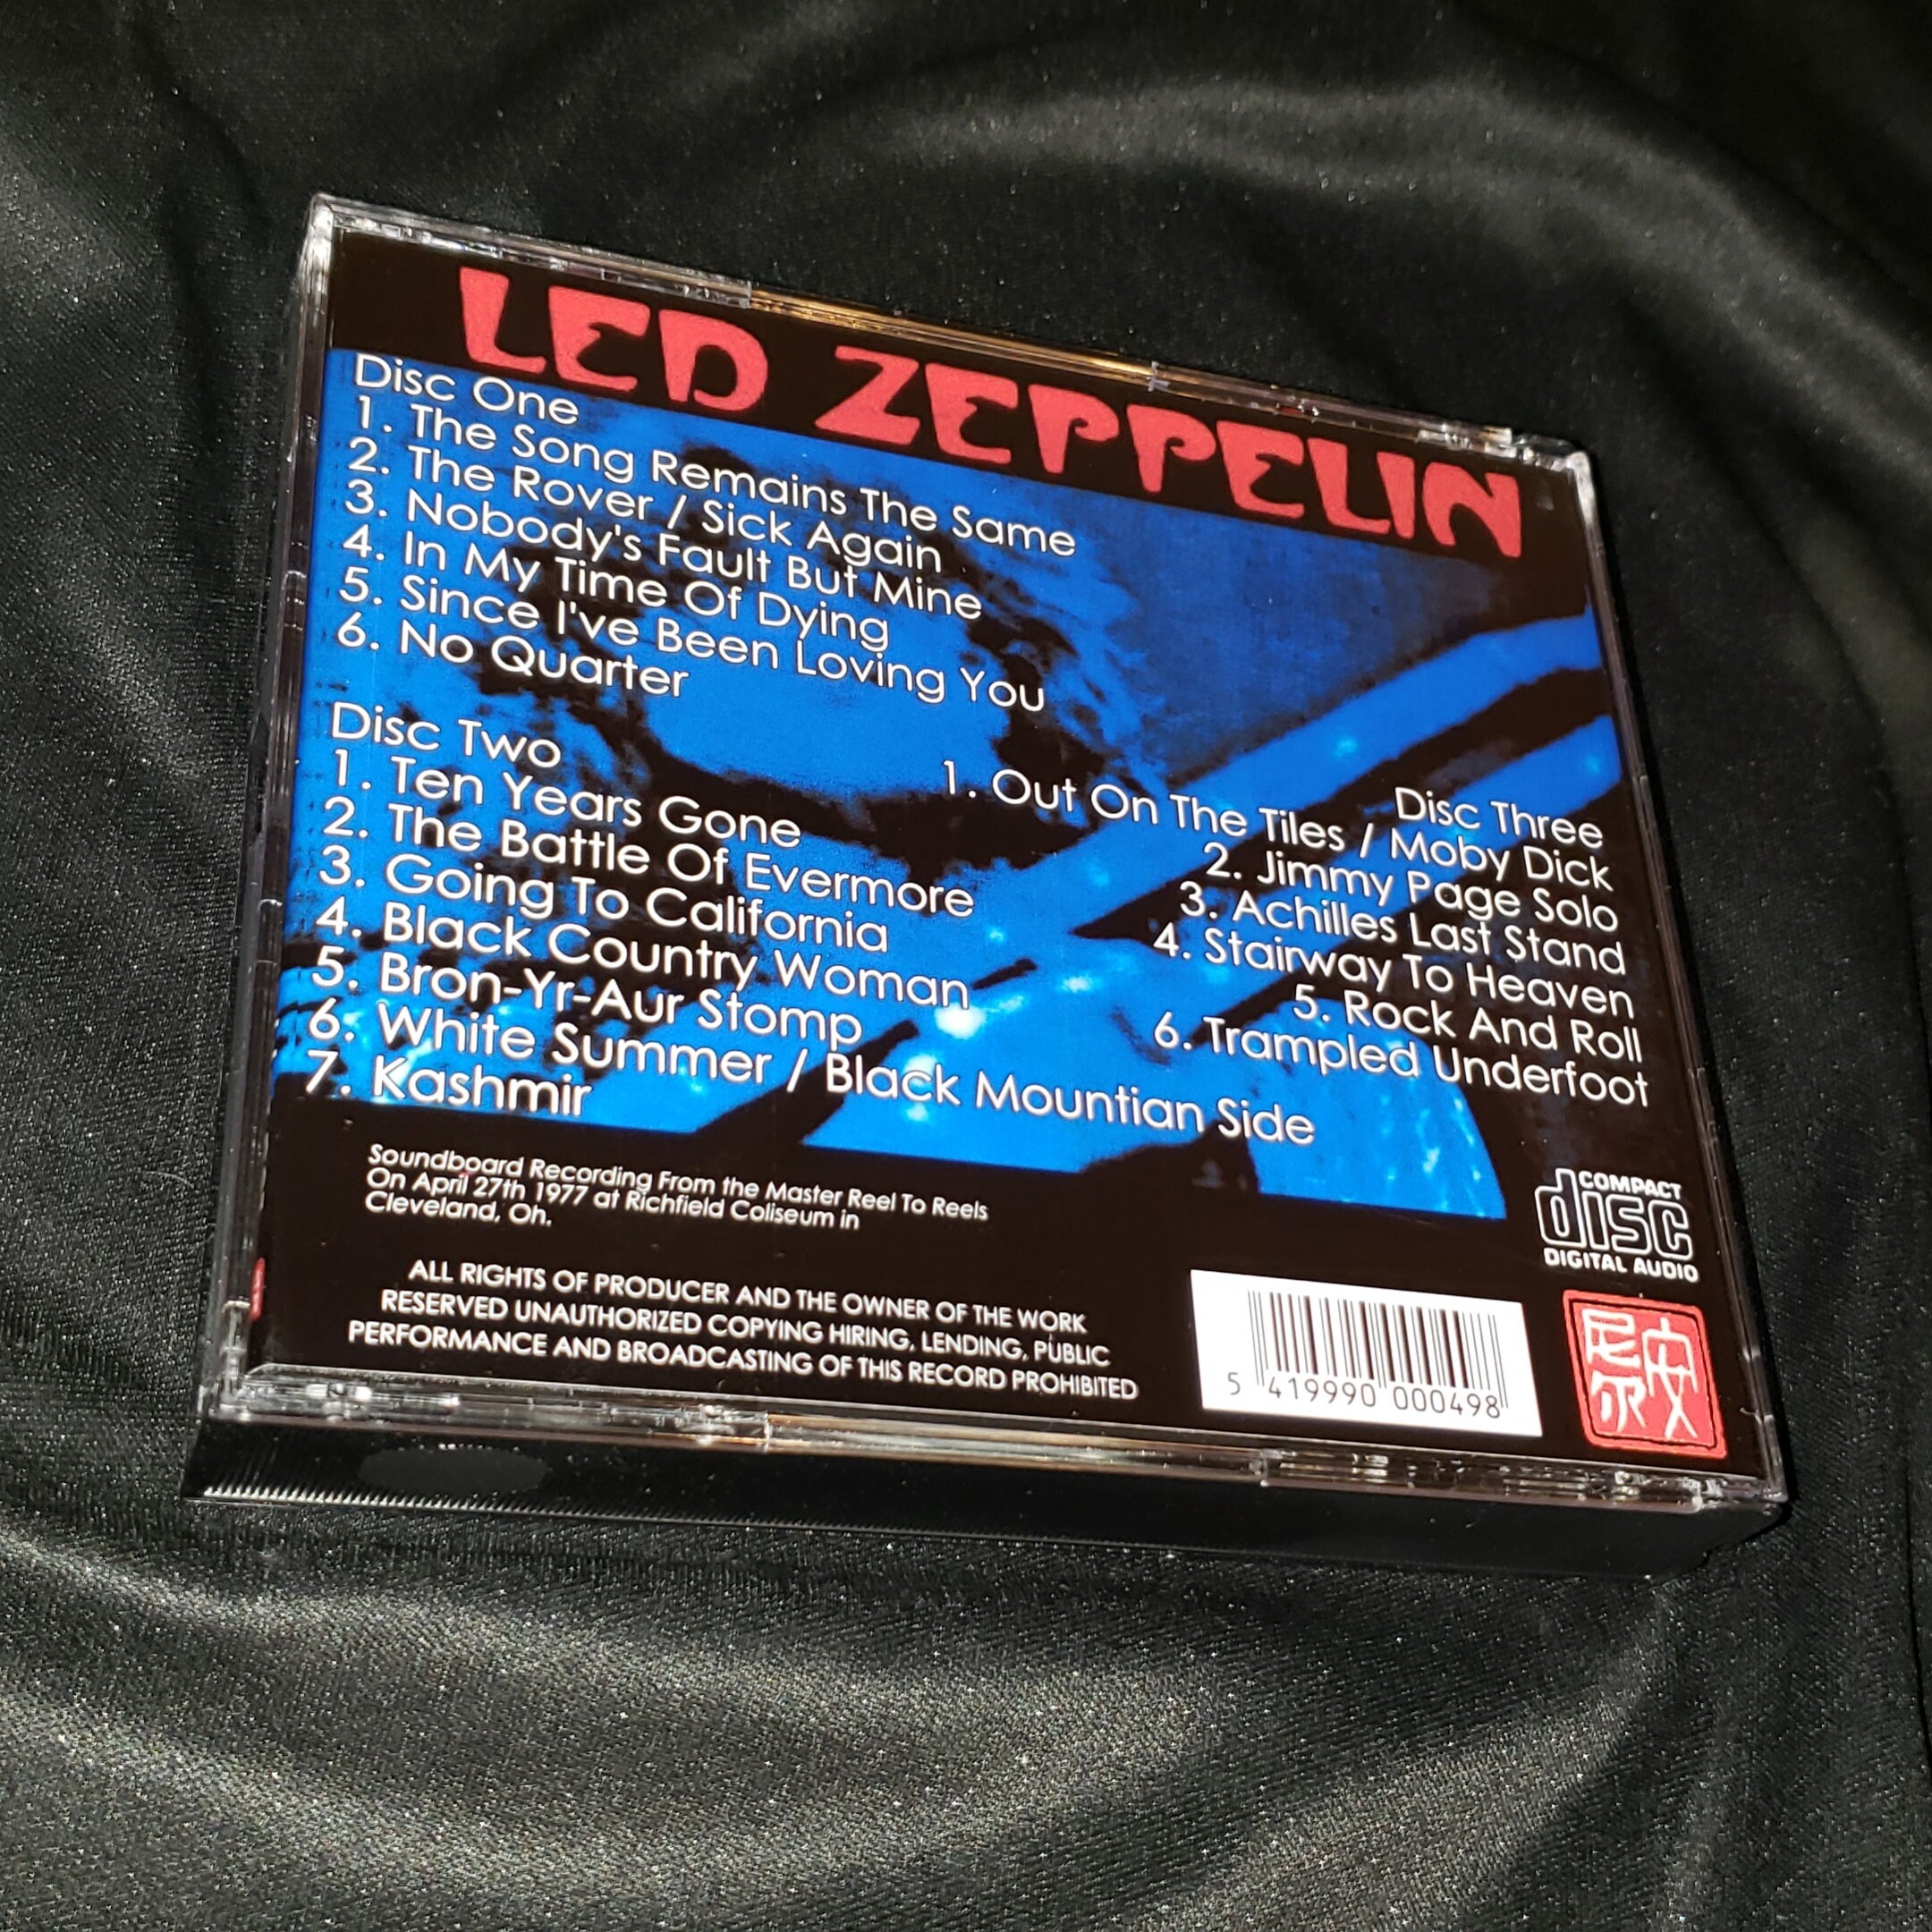 LED ZEPPELIN
Disc One
1. The Song Remains The Same
2. The Rover / Sick Again
3. Nobody's Fault But Mine
4. In My Time Of Dying
5. Since I've Been Loving You
6. No Quarter
Disc Two
1. Ten Years Gone
2. The Battle Of Evermore
3. Going To California
4. Black Country Woman
5. Bron-Yr-Aur Stomp
6. White Summer / Black Mountian Side
7. Kashmir
Disc Three
1. Out On The Tiles / Moby Dick
2. Jimmy Page Solo
3. Achilles Last Stand
4. Stairway To Heaven
5. Rock And Roll
6. Trampled Underfoot
Soundboard Recording From the Master Reel To Reels
On April 27th 1977 at Richfield Coliseum in
Cleveland, Oh.
ALL RIGHTS OF PRODUCER AND THE OWNER OF THE WORK
RESERVED UNAUTHORIZED COPYING HIRING, LENDING, PUBLIC
PERFORMANCE AND BROADCASTING OF THIS RECORD PROHIBITED
COMPACT
disc
DIGITAL AUDIO
5 419990 000498